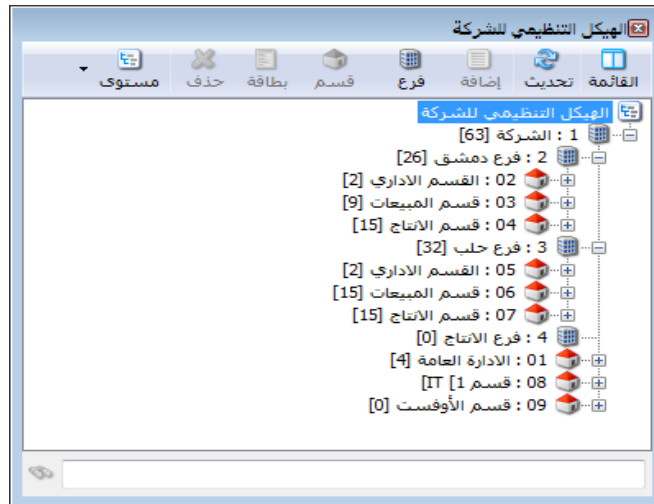 الهيكل التنظيمي للشركة
القائمة تحديث إضافة فرع قسم بطاقة حذف مستوى
الهيكل التنظيمي للشركة
1 : الشركة [63]
2 : فرع دمشق [26]
02 : القسم الاداري [2]
03 : قسم المبيعات [9]
04 : قسم الانتاج [15]
3 : فرع حلب [32]
05 : القسم الاداري [2]
06 : قسم المبيعات [15]
07 : قسم الانتاج [15]
4 : فرع الانتاج [0]
01 : الادارة العامة [4]
08 : قسم IT [1]
09 : قسم الأوفست [0]